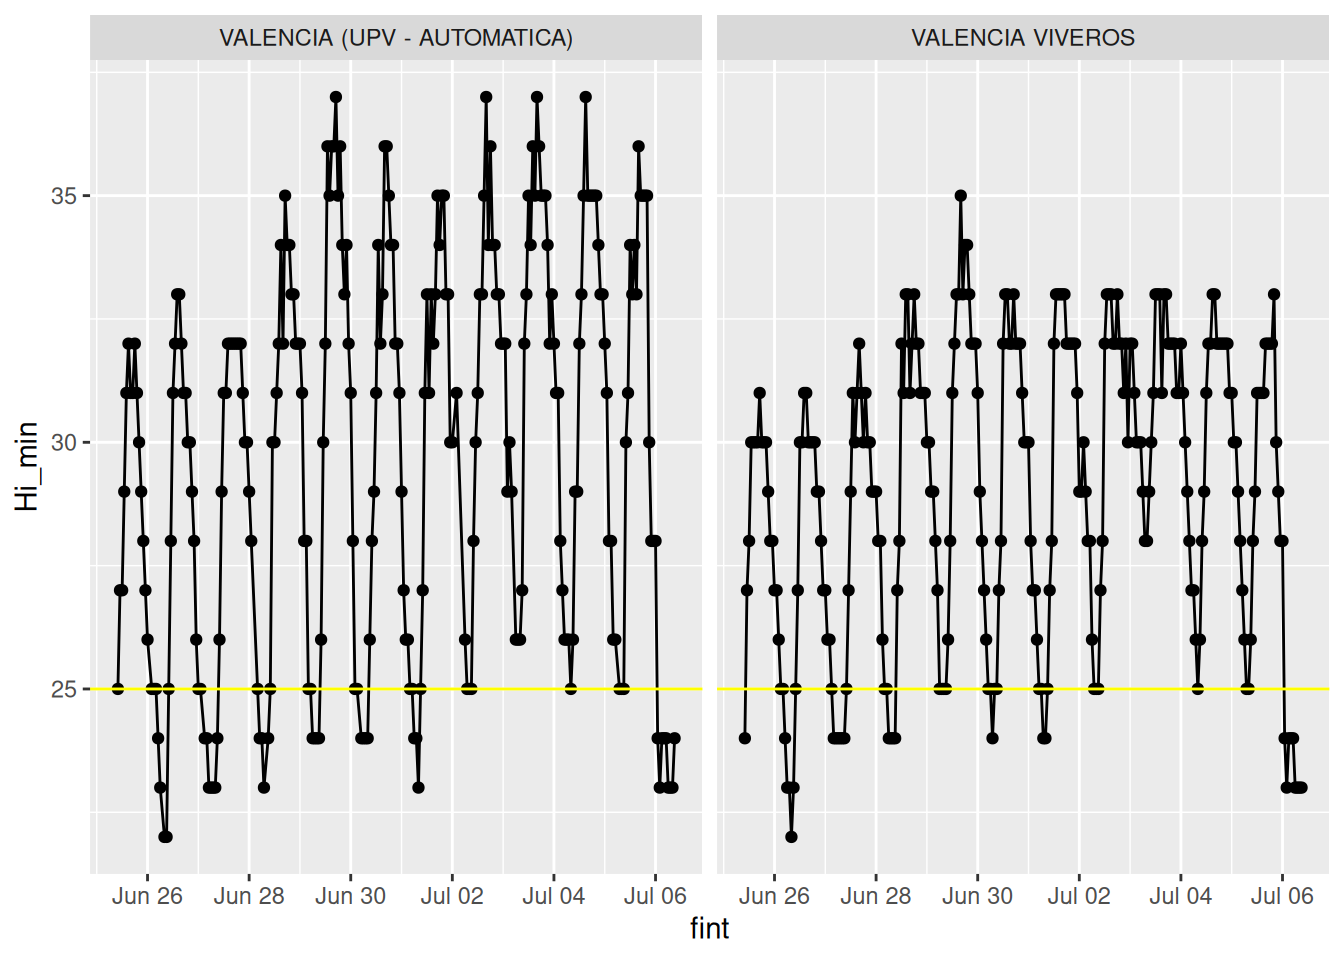 VALENCIA (UPV - AUTOMATICA)
VALENCIA VIVEROS
Hi_min
35
30
25
Jun 26 Jun 28 Jun 30 Jul 02 Jul 04 Jul 06
Jun 26 Jun 28 Jun 30 Jul 02 Jul 04 Jul 06
fint